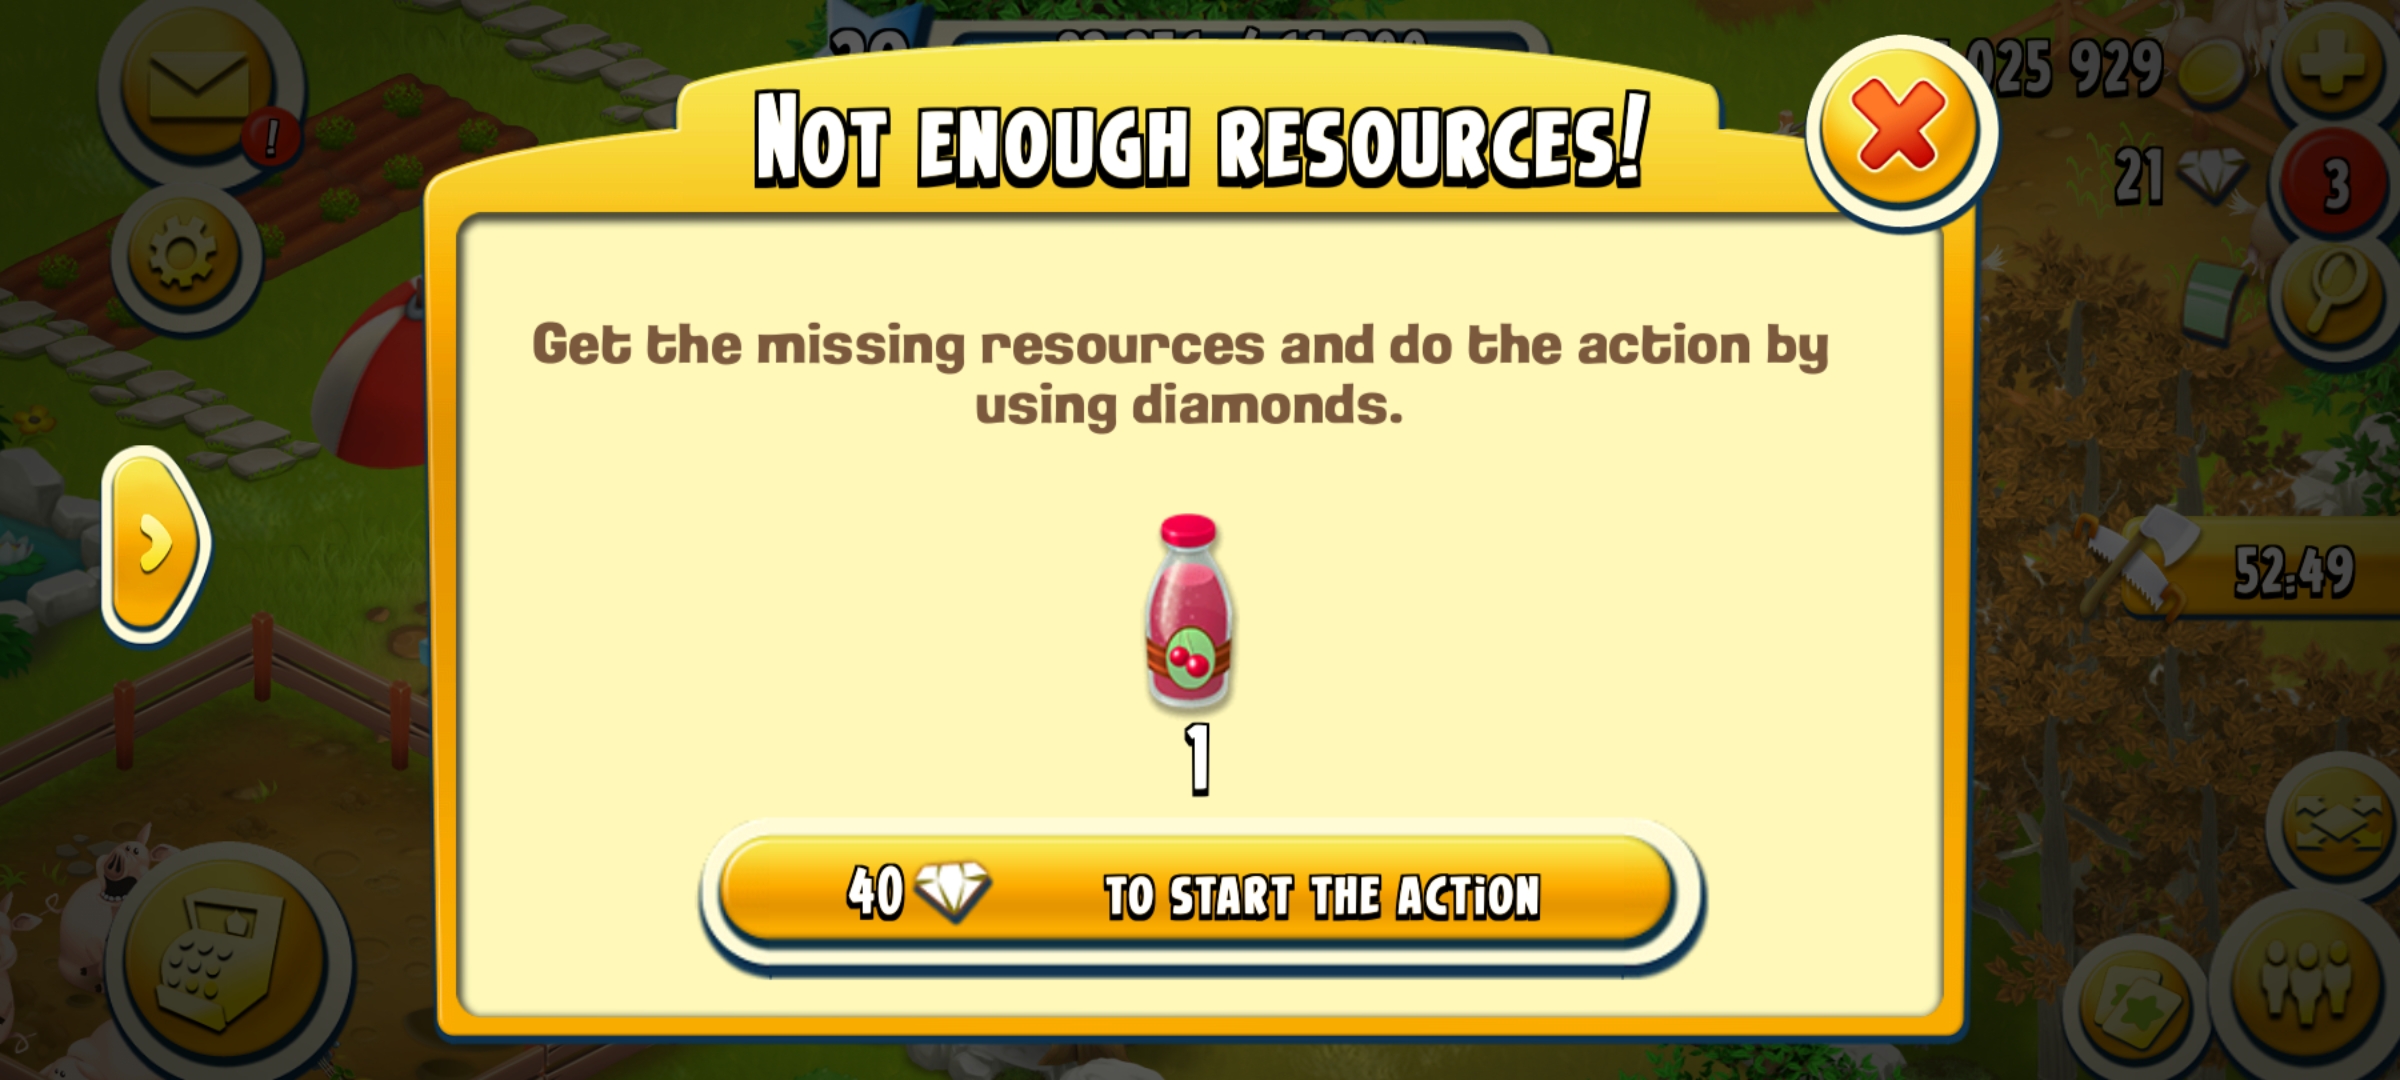 NOT ENOUGH RESOURCES!
025 929
!
21
3
Get the missing resources and do the action by
using diamonds.
52:49
1
40 TO START THE ACTION